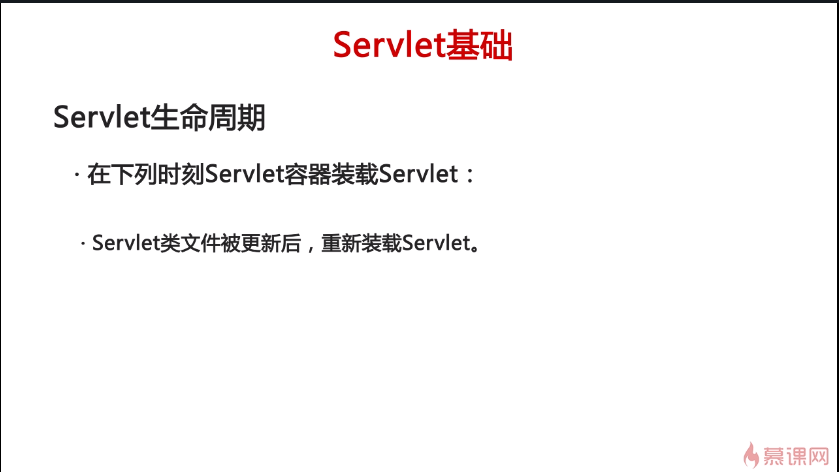 Servlet基础
Servlet生命周期
· 在下列时刻Servlet容器装载Servlet：
· Servlet类文件被更新后，重新装载Servlet。
慕课网